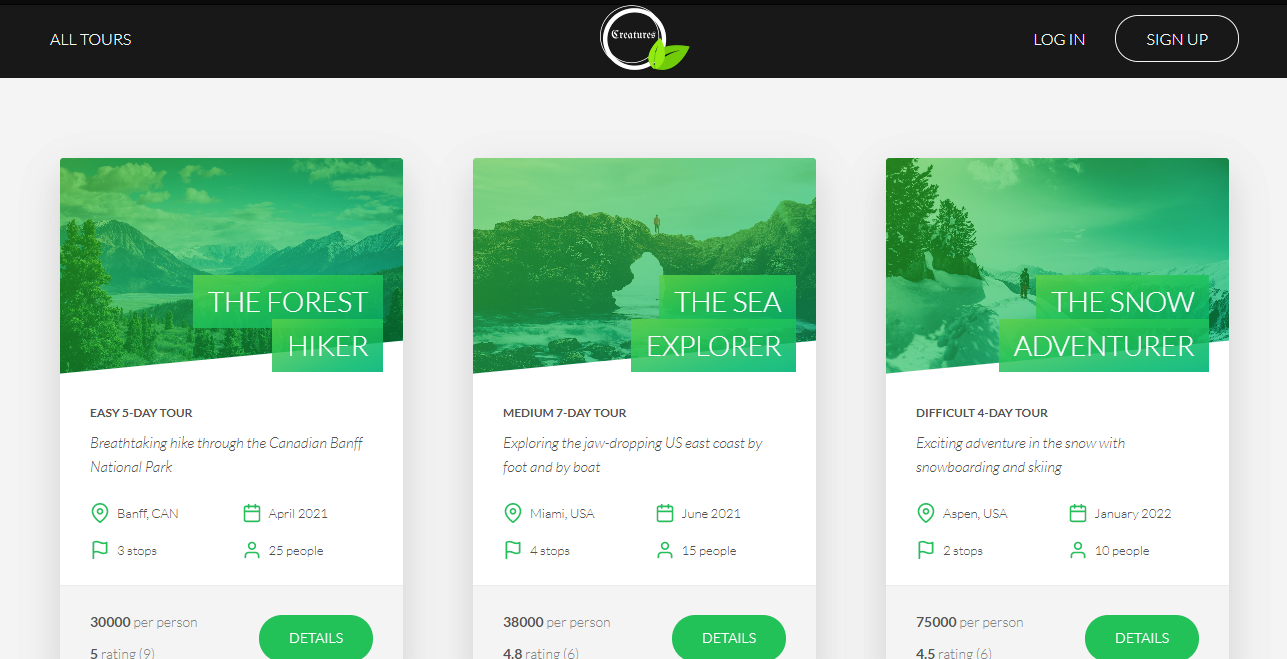 ALL TOURS
Creatures
LOG IN
SIGN UP
THE FOREST
HIKER
EASY 5-DAY TOUR
Breathtaking hike through the Canadian Banff
National Park
Banff, CAN
April 2021
3 stops
25 people
30000 per person
DETAILS
5 rating (9)
THE SEA
EXPLORER
MEDIUM 7-DAY TOUR
Exploring the jaw-dropping US east coast by
foot and by boat
Miami, USA
June 2021
4 stops
15 people
38000 per person
DETAILS
4.8 rating (6)
THE SNOW
ADVENTURER
DIFFICULT 4-DAY TOUR
Exciting adventure in the snow with
snowboarding and skiing
Aspen, USA
January 2022
2 stops
10 people
75000 per person
DETAILS
4.5 rating (6)